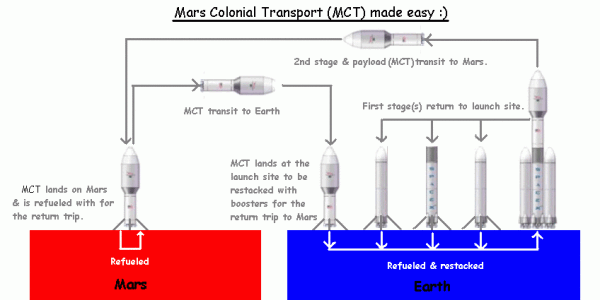 Mars Colonial Transport (MCT) made easy :)
2nd stage & payload (MCT) transit to Mars.
MCT transit to Earth
First stage(s) return to launch site.
MCT lands on Mars
& is refueled with for
the return trip.
MCT lands at the
launch site to be
restacked with
boosters for the
return trip to Mars
Refueled
Mars
Refueled & restacked
Earth